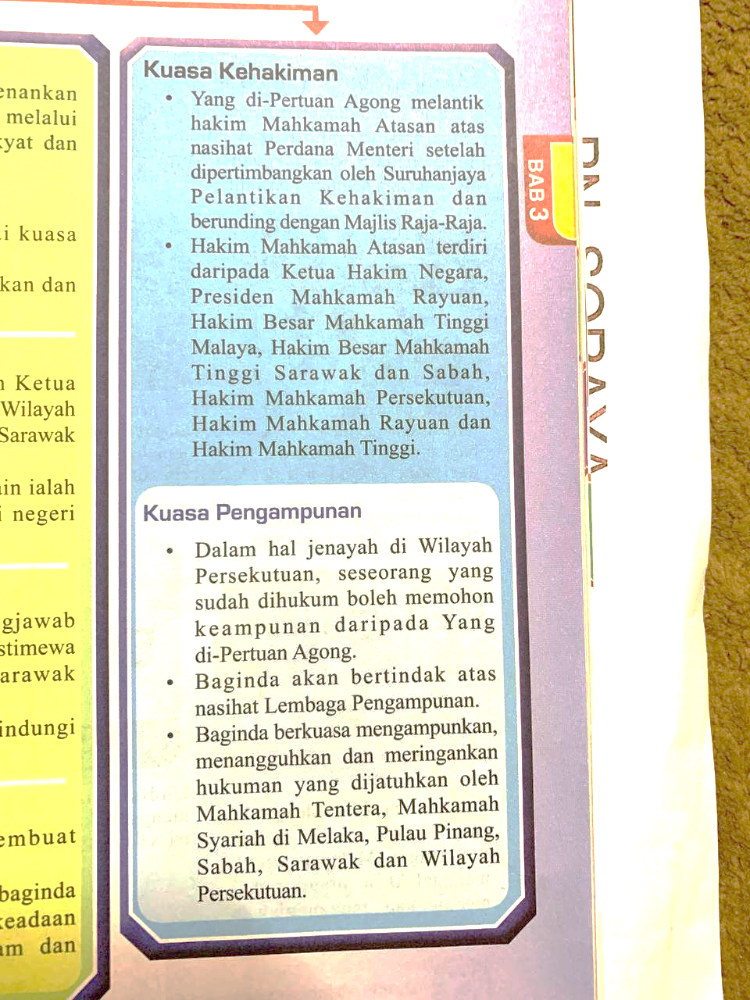 enankan
melalui
yat dan
i kuasa
kan dan
Ketua
Wilayah
Sarawak
ain ialah
i negeri
gjawab
stimewa
arawak
indungi
embuat
baginda
keadaan
am dan
Kuasa Kehakiman
• Yang di-Pertuan Agong melantik
hakim Mahkamah Atasan atas
nasihat Perdana Menteri setelah
dipertimbangkan oleh Suruhanjaya
Pelantikan Kehakiman dan
berunding dengan Majlis Raja-Raja.
• Hakim Mahkamah Atasan terdiri
daripada Ketua Hakim Negara,
Presiden Mahkamah Rayuan,
Hakim Besar Mahkamah Tinggi
Malaya, Hakim Besar Mahkamah
Tinggi Sarawak dan Sabah,
Hakim Mahkamah Persekutuan,
Hakim Mahkamah Rayuan dan
Hakim Mahkamah Tinggi.
Kuasa Pengampunan
• Dalam hal jenayah di Wilayah
Persekutuan, seseorang yang
sudah dihukum boleh memohon
keampunan daripada Yang
di-Pertuan Agong.
• Baginda akan bertindak atas
nasihat Lembaga Pengampunan.
• Baginda berkuasa mengampunkan,
menangguhkan dan meringankan
hukuman yang dijatuhkan oleh
Mahkamah Tentera, Mahkamah
Syariah di Melaka, Pulau Pinang,
Sabah, Sarawak dan Wilayah
Persekutuan.
BAB 3